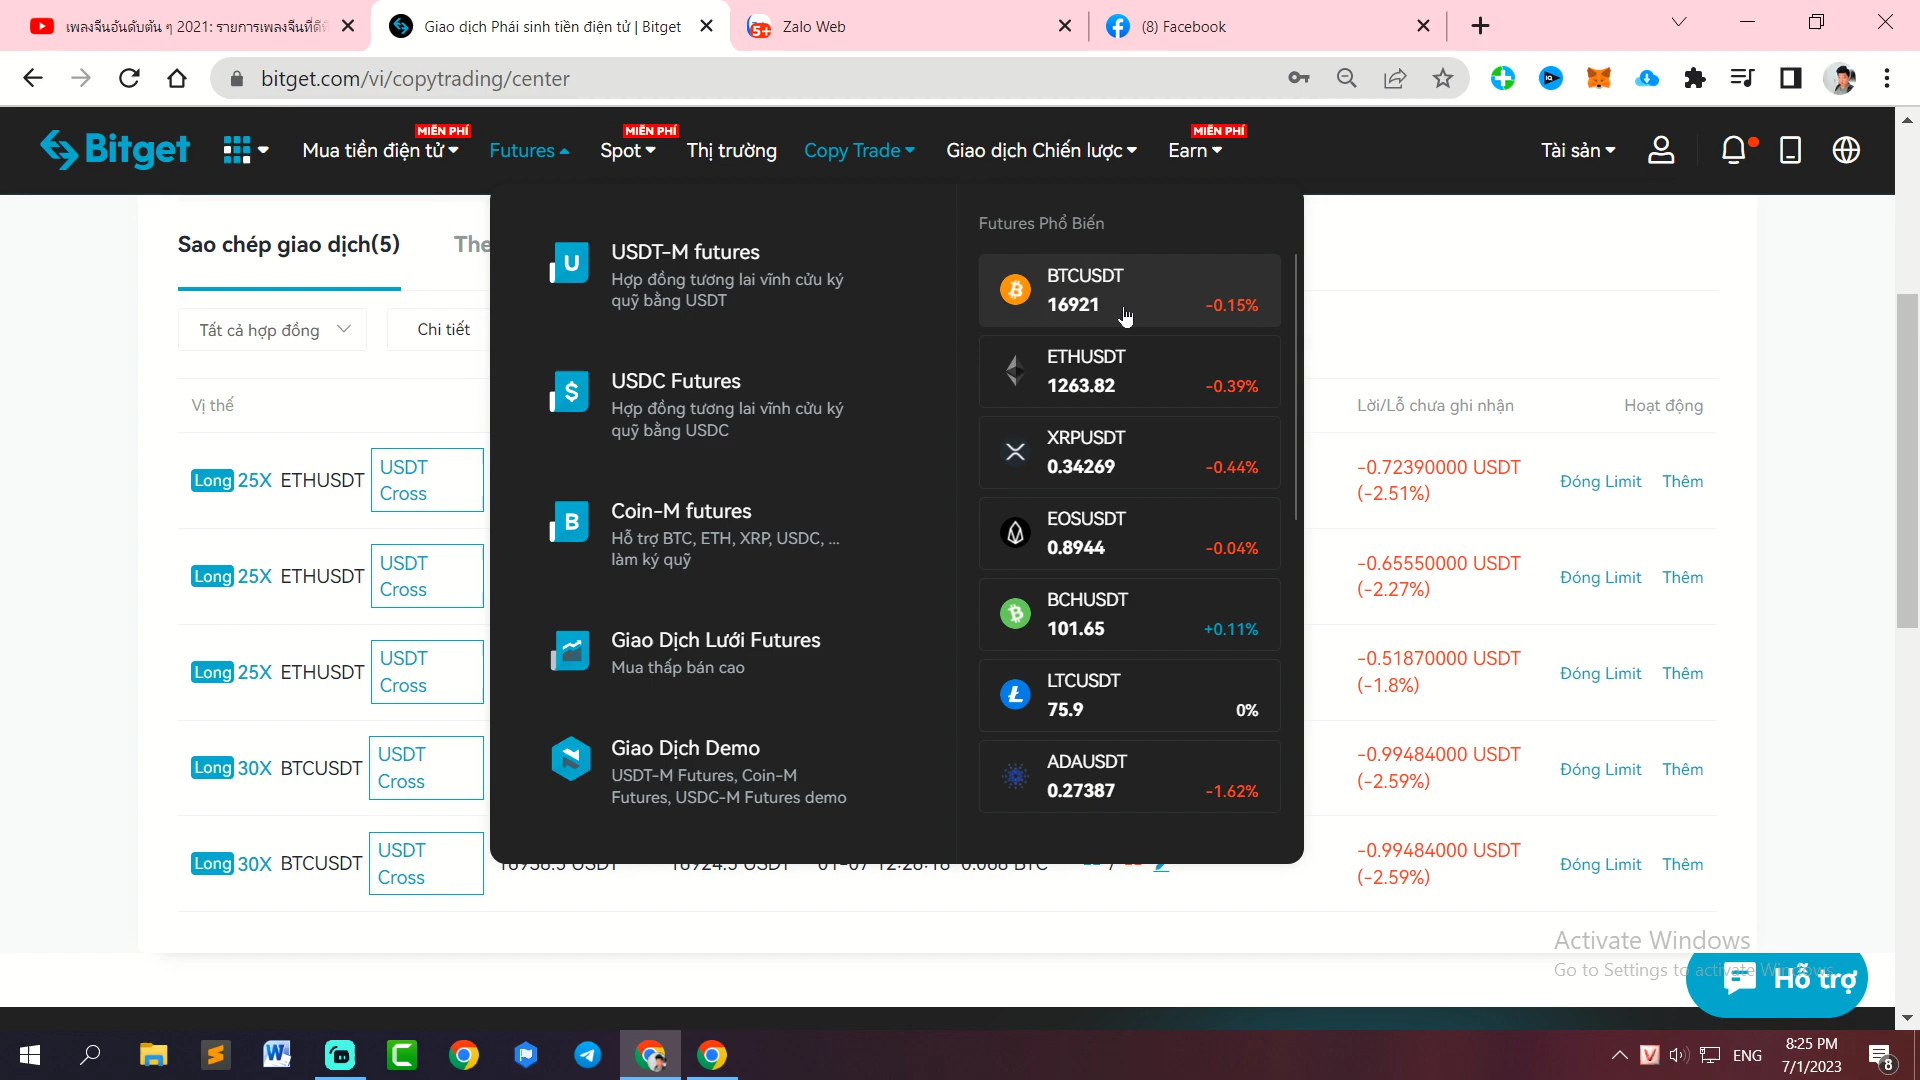 เพลงจีนอันดับต้น ๆ 2021: รายการเพลงจีนที่ดีที่
Giao dịch Phái sinh tiền điện tử | Bitget
5+
Zalo Web
(8) Facebook
bitget.com/vi/copytrading/center
Bitget
Mua tiền điện tử
MIỄN PHÍ
Futures
Spot
MIỄN PHÍ
Thị trường
Copy Trade
Giao dịch Chiến lược
Earn
MIỄN PHÍ
Tài sản
Sao chép giao dịch(5)
The
Tất cả hợp đồng
Chi tiết
Vị thế
Lời/Lỗ chưa ghi nhận
Hoạt động
Long 25X ETHUSDT
USDT
Cross
-0.72390000 USDT
(-2.51%)
Đóng Limit Thêm
Long 25X ETHUSDT
USDT
Cross
-0.65550000 USDT
(-2.27%)
Đóng Limit Thêm
Long 25X ETHUSDT
USDT
Cross
-0.51870000 USDT
(-1.8%)
Đóng Limit Thêm
Long 30X BTCUSDT
USDT
Cross
-0.99484000 USDT
(-2.59%)
Đóng Limit Thêm
Long 30X BTCUSDT
USDT
Cross
-0.99484000 USDT
(-2.59%)
Đóng Limit Thêm
USDT-M futures
Hợp đồng tương lai vĩnh cửu ký
quỹ bằng USDT
USDC Futures
Hợp đồng tương lai vĩnh cửu ký
quỹ bằng USDC
Coin-M futures
Hỗ trợ BTC, ETH, XRP, USDC, ...
làm ký quỹ
Giao Dịch Lưới Futures
Mua thấp bán cao
Giao Dịch Demo
USDT-M Futures, Coin-M
Futures, USDC-M Futures demo
Futures Phổ Biến
BTCUSDT
16921 -0.15%
ETHUSDT
1263.82 -0.39%
XRPUSDT
0.34269 -0.44%
EOSUSDT
0.8944 -0.04%
BCHUSDT
101.65 +0.11%
LTCUSDT
75.9 0%
ADAUSDT
0.27387 -1.62%
Activate Windows
Go to Settings to activate Windows.
Hỗ trợ
ENG
8:25 PM
7/1/2023
8